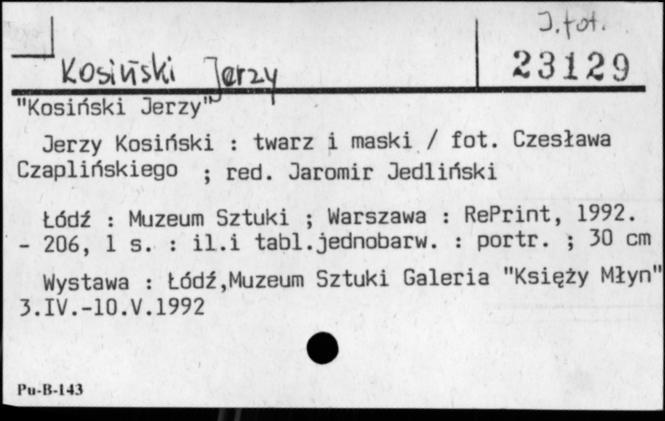 J. fot.
Kosiński Jerzy
23129
"Kosiński Jerzy"
Jerzy Kosiński : twarz i maski / fot. Czesława
Czaplińskiego ; red. Jaromir Jedliński
Łódź : Muzeum Sztuki ; Warszawa : RePrint, 1992.
- 206, 1 s. : il.i tabl.jednobarw. : portr. ; 30 cm
Wystawa : Łódź,Muzeum Sztuki Galeria "Księży Młyn"
3.IV.-10.V.1992
Pu-B-143